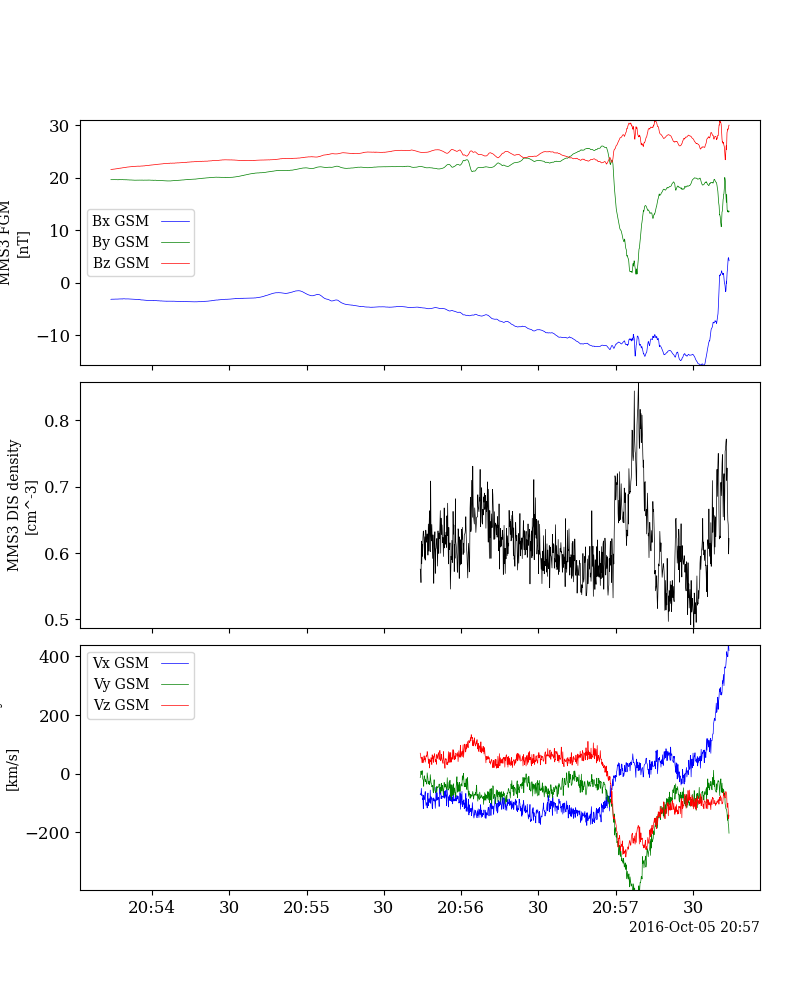 30
20
10
0
−10
MMS3 FGM
[nT]
Bx GSM
By GSM
Bz GSM
0.8
0.7
0.6
0.5
MMS3 DIS density
[cm^-3]
400
200
0
−200
[km/s]
Vx GSM
Vy GSM
Vz GSM
20:54 30 20:55 30 20:56 30 20:57 30
2016-Oct-05 20:57